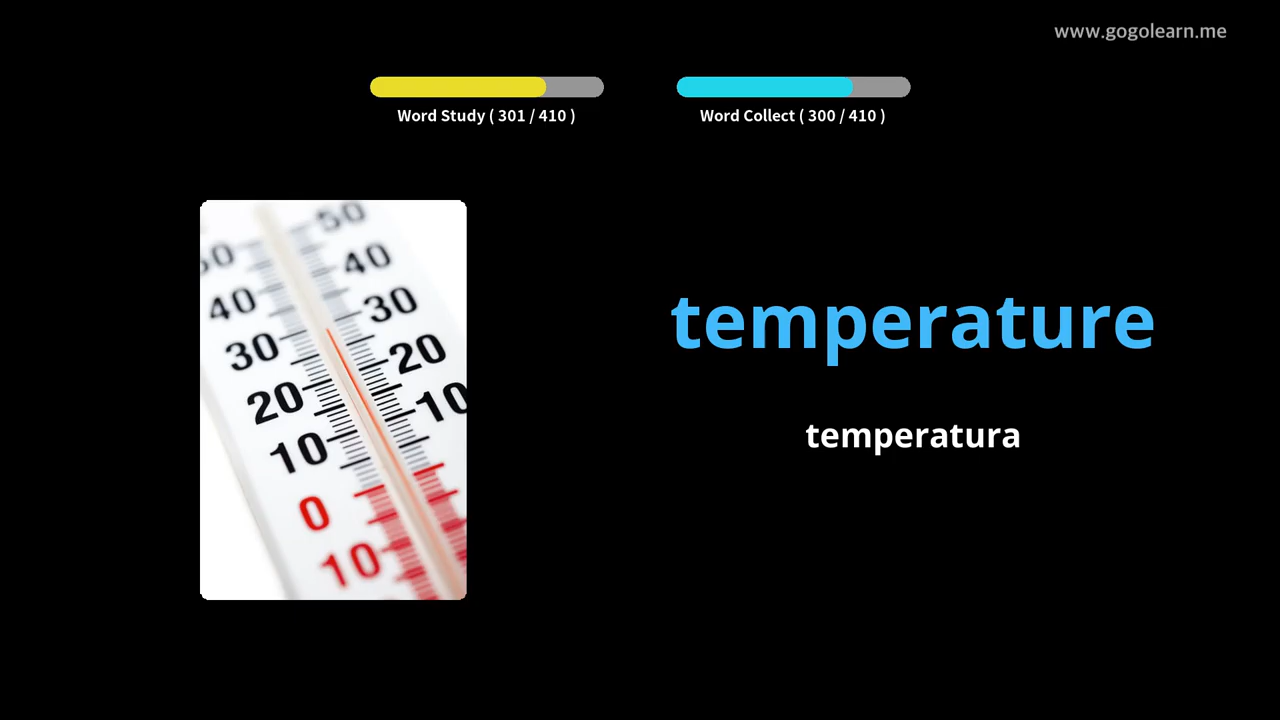 www.gogolearn.me
Word Study ( 301 / 410 )
Word Collect ( 300 / 410 )
50
50
40
40
30
30
20
20
10
10
0
10
temperature
temperatura